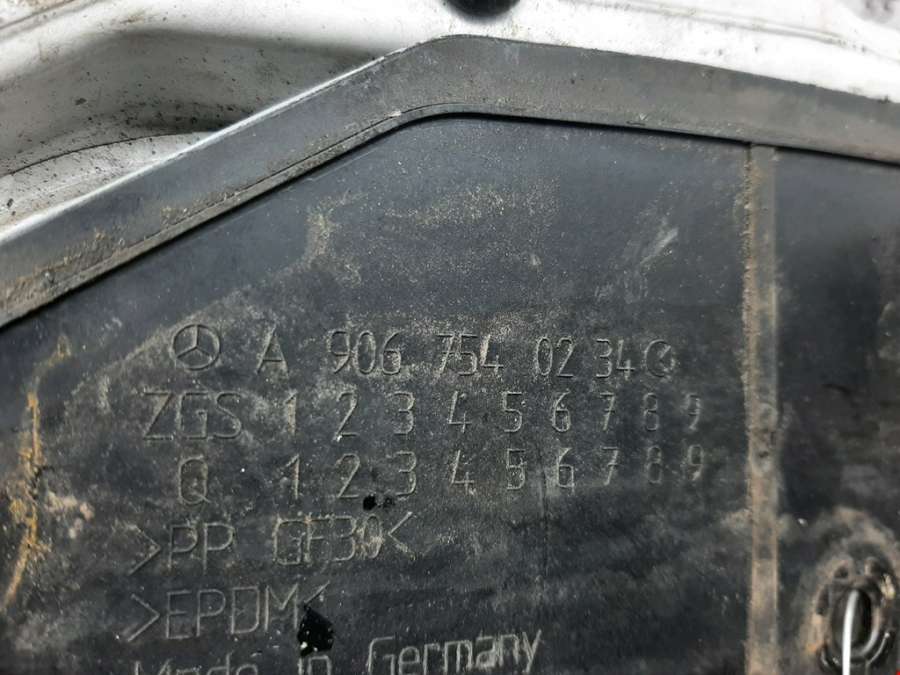 A 906 754 02 34
ZGS 1 2 3 4 5 6 7 8 9
Q 1 2 3 4 5 6 7 8 9
>PP GF30<
>EPDM<
Made in Germany